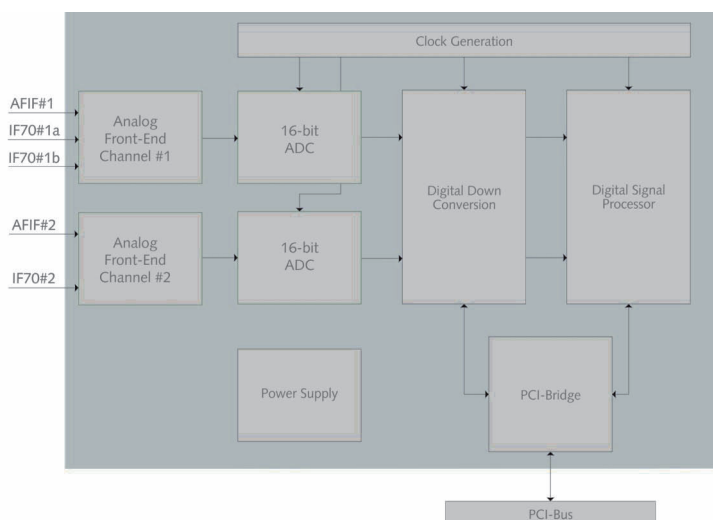 Clock Generation
AFIF#1
IF70#1a
IF70#1b
Analog
Front-End
Channel #1
16-bit
ADC
Digital Down
Conversion
Digital Signal
Processor
AFIF#2
IF70#2
Analog
Front-End
Channel #2
16-bit
ADC
Power Supply
PCI-Bridge
PCI-Bus